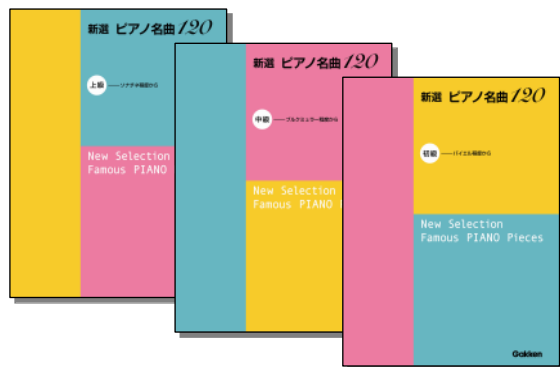 新選 ピアノ名曲120
上級 ——ソナチネ程度から
New Selection
Famous PIANO
新選 ピアノ名曲120
中級 ——ブルクミュラー程度から
New Selection
Famous PIANO
新選 ピアノ名曲120
初級 ——バイエル程度から
New Selection
Famous PIANO Pieces
Gakken